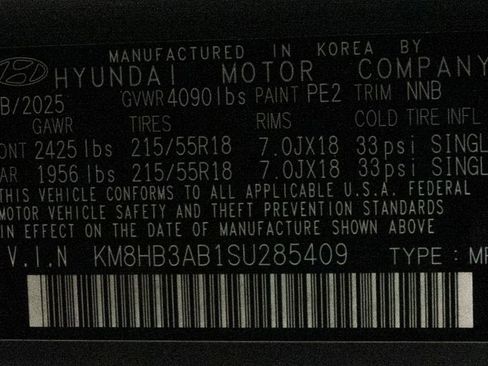 MANUFACTURED IN KOREA BY
HYUNDAI MOTOR COMPANY
B/2025 GVWR 4090lbs PAINT PE2 TRIM NNB
GAWR TIRES RIMS COLD TIRE INFL
ONT 2425lbs 215/55R18 7.0JX18 33psi SINGL
AR 1956lbs 215/55R18 7.0JX18 33psi SINGL
THIS VEHICLE CONFORMS TO ALL APPLICABLE U.S.A. FEDERAL
MOTOR VEHICLE SAFETY AND THEFT PREVENTION STANDARDS
IN EFFECT ON THE DATE OF MANUFACTURE SHOWN ABOVE
V.I.N KM8HB3AB1SU285409 TYPE : MP